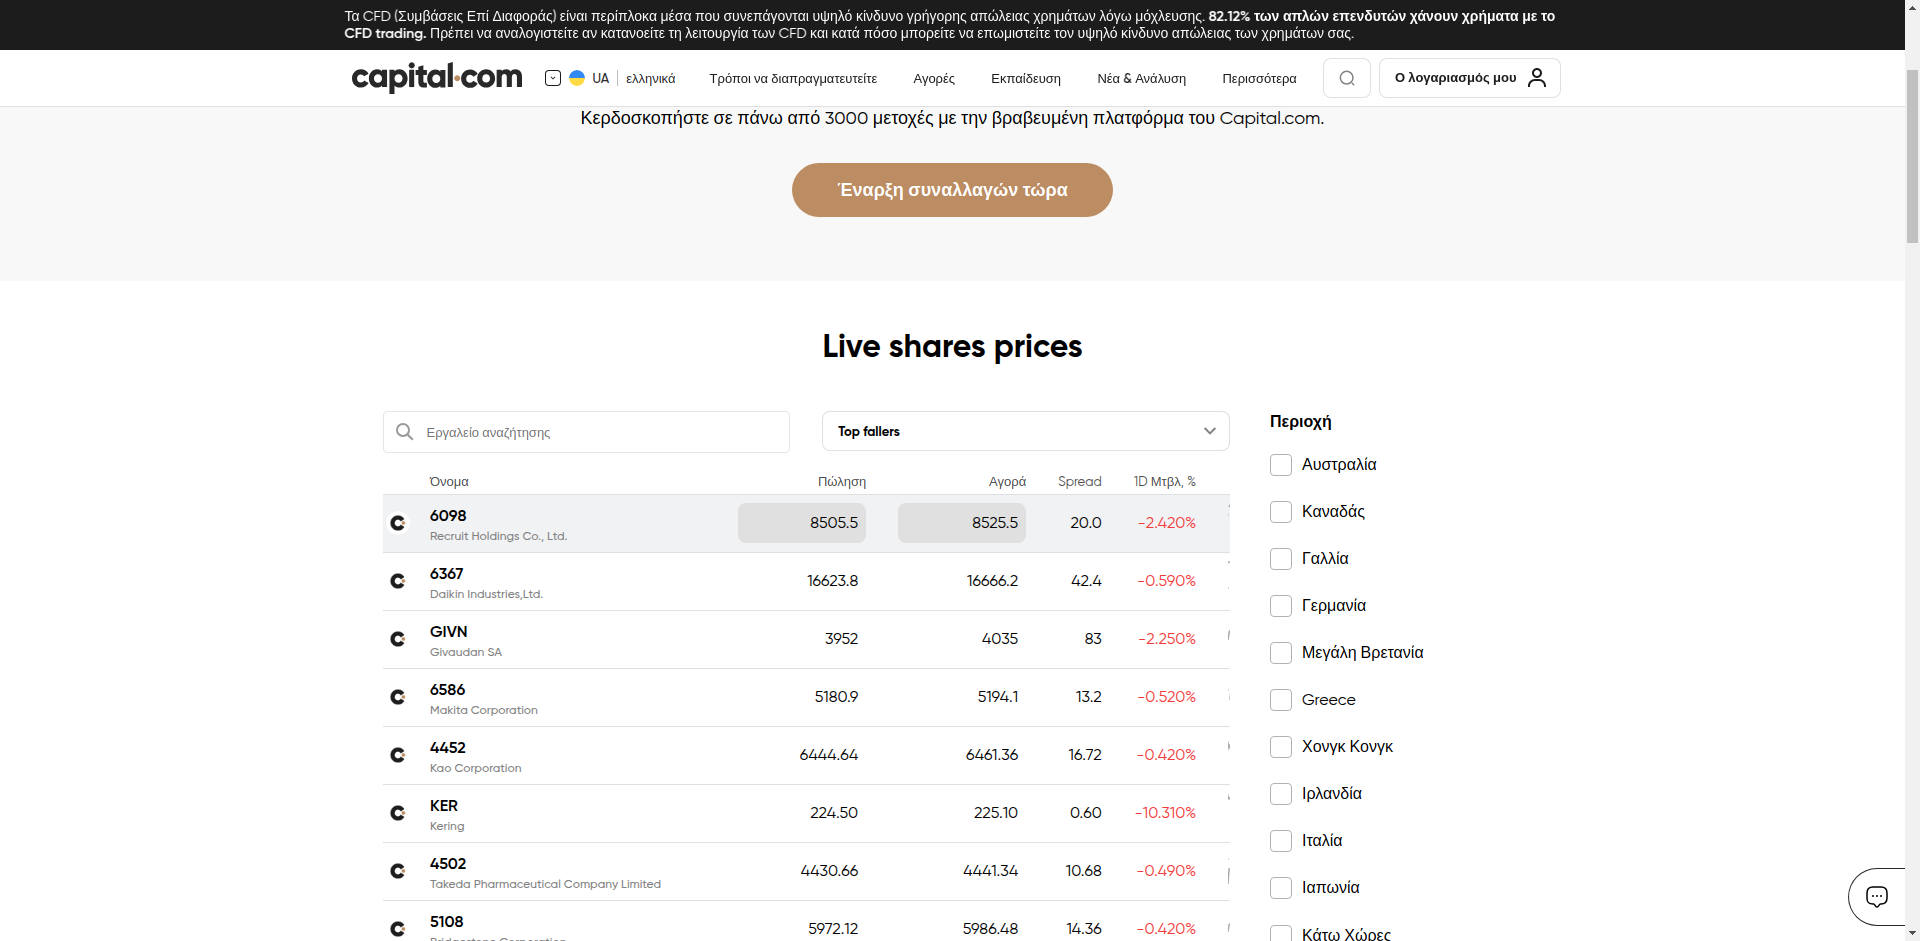 Τα CFD (Συμβάσεις Επί Διαφοράς) είναι περίπλοκα μέσα που συνεπάγονται υψηλό κίνδυνο γρήγορης απώλειας χρημάτων λόγω μόχλευσης. 82.12% των απλών επενδυτών χάνουν χρήματα με το
CFD trading. Πρέπει να αναλογιστείτε αν κατανοείτε τη λειτουργία των CFD και κατά πόσο μπορείτε να επωμιστείτε τον υψηλό κίνδυνο απώλειας των χρημάτων σας.
capital.com UA ελληνικά Τρόποι να διαπραγματευτείτε Αγορές Εκπαίδευση Νέα & Ανάλυση Περισσότερα Ο λογαριασμός μου
Κερδοσκοπήστε σε πάνω από 3000 μετοχές με την βραβευμένη πλατφόρμα του Capital.com.
Έναρξη συναλλαγών τώρα
Live shares prices
Εργαλείο αναζήτησης
Top fallers
Όνομα Πώληση Αγορά Spread 1D Μτβλ, %
6098 8505.5 8525.5 20.0 -2.420%
Recruit Holdings Co., Ltd.
6367 16623.8 16666.2 42.4 -0.590%
Daikin Industries,Ltd.
GIVN 3952 4035 83 -2.250%
Givaudan SA
6586 5180.9 5194.1 13.2 -0.520%
Makita Corporation
4452 6444.64 6461.36 16.72 -0.420%
Kao Corporation
KER 224.50 225.10 0.60 -10.310%
Kering
4502 4430.66 4441.34 10.68 -0.490%
Takeda Pharmaceutical Company Limited
5108 5972.12 5986.48 14.36 -0.420%
Bridgestone Corporation
Περιοχή
Αυστραλία
Καναδάς
Γαλλία
Γερμανία
Μεγάλη Βρετανία
Greece
Χονγκ Κονγκ
Ιρλανδία
Ιταλία
Ιαπωνία
Κάτω Χώρες